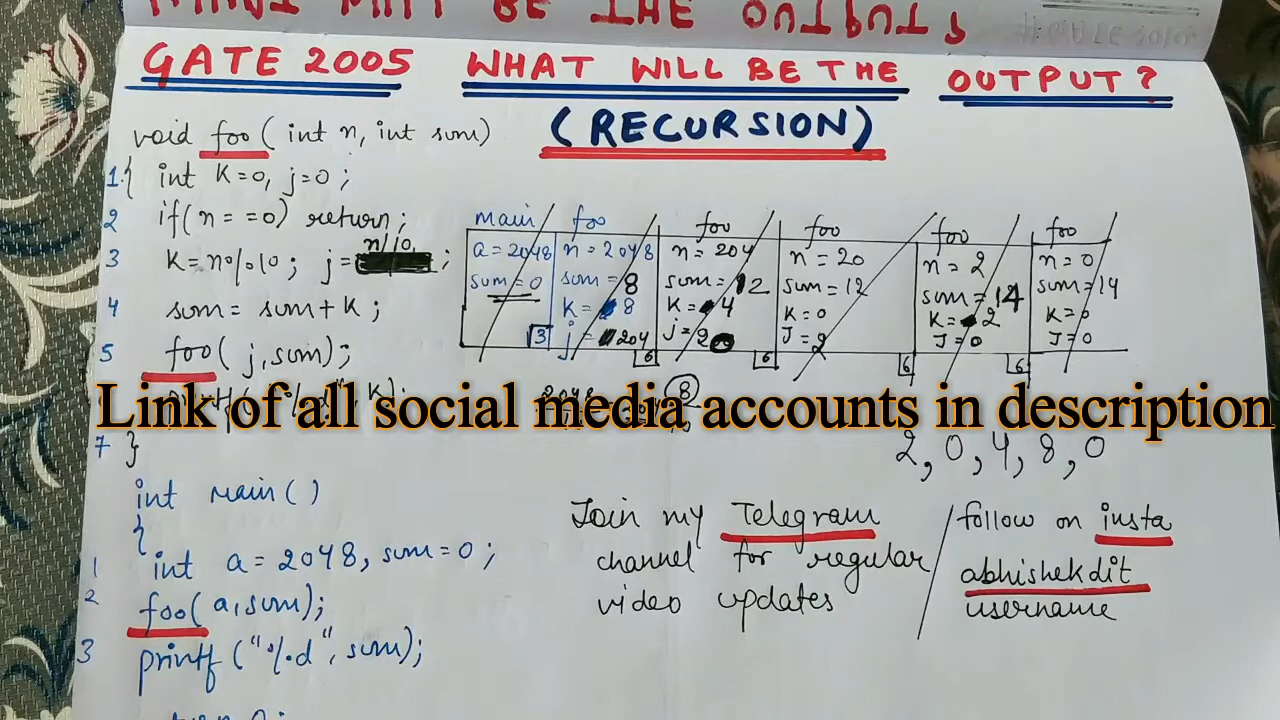 GATE 2005 WHAT WILL BE THE OUTPUT?
(RECURSION)
void foo( int n, int sum)
1. { int K=0, j=0 ;
2 if( n = =0) return;
3 K= n%10 ; j= n/10 ;
4 sum= sum+K ;
5 foo( j, sum);
K);
7 }
main foo foo foo foo foo
a=2048 n=2048 n=204 n=20 n=2 n=0
sum=0 sum=8 sum=12 sum=12 sum=14 sum=14
K=8 K=4 K=0 K=2 K=0
3 j=204 j=20 J=2 J=0 J=0
6 6 6 6
2048 8
Link of all social media accounts in description
2, 0, 4, 8, 0
int main()
{
1 int a=2048, sum=0 ;
2 foo( a, sum);
3 printf ("%d", sum);
Join my Telegram
channel for regular
video updates
/ follow on insta
abhishekdit
username